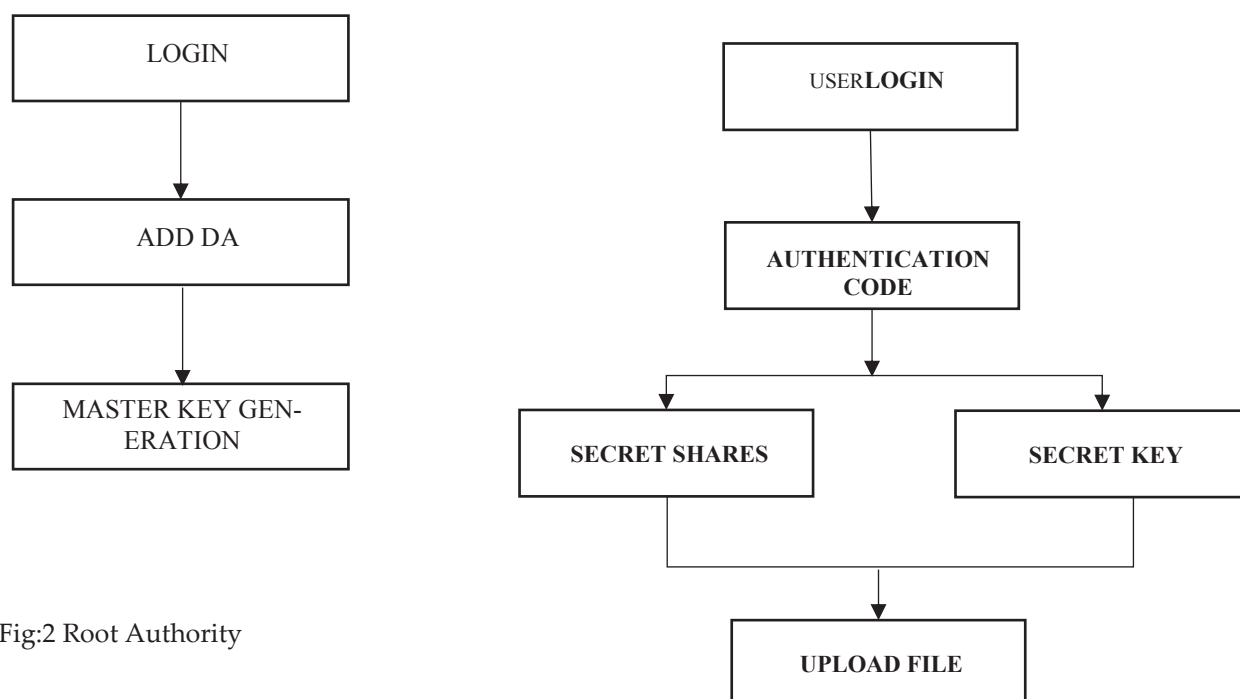 LOGIN
ADD DA
MASTER KEY GEN-
ERATION
Fig:2 Root Authority
USERLOGIN
AUTHENTICATION
CODE
SECRET SHARES
SECRET KEY
UPLOAD FILE